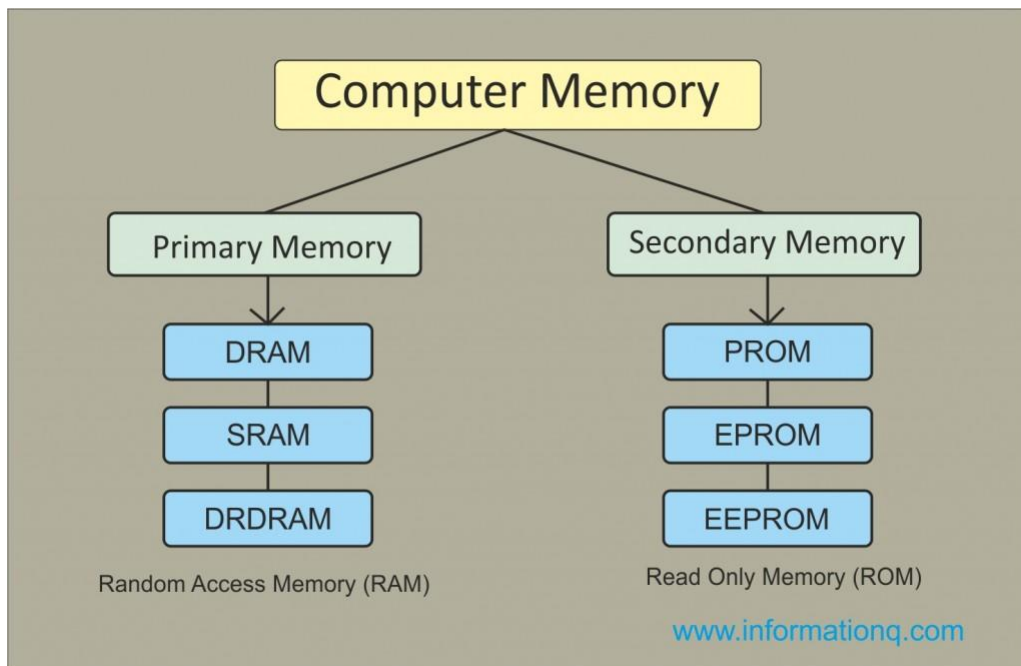 Computer Memory
Primary Memory
Secondary Memory
DRAM
PROM
SRAM
EPROM
DRDRAM
EEPROM
Random Access Memory (RAM)
Read Only Memory (ROM)
www.informationq.com